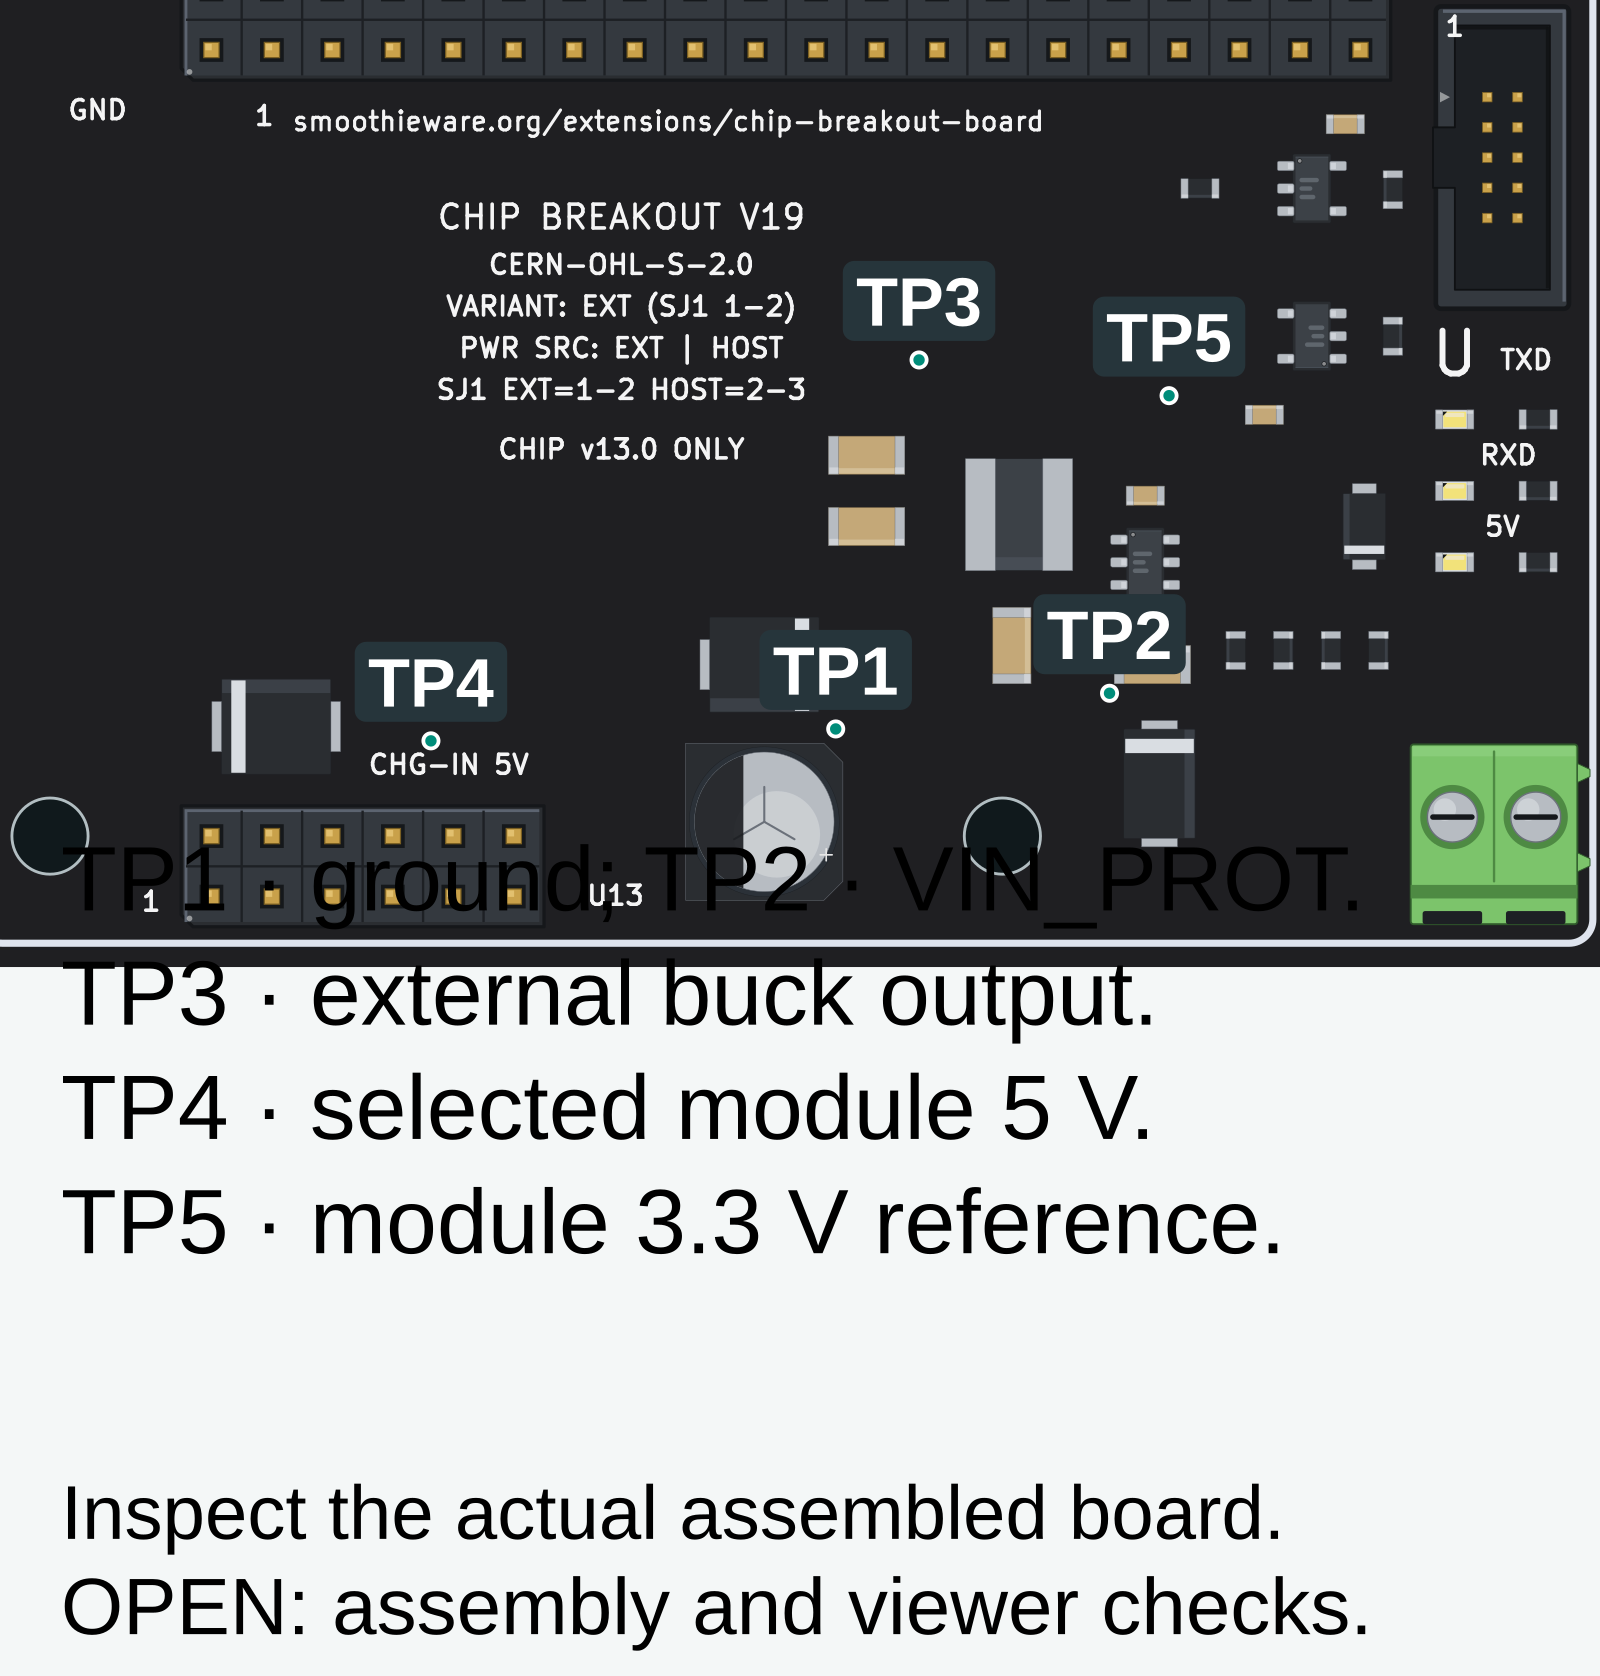 1
GND
1 smoothieware.org/extensions/chip-breakout-board
CHIP BREAKOUT V19
CERN-OHL-S-2.0
VARIANT: EXT (SJ1 1-2)
PWR SRC: EXT | HOST
SJ1 EXT=1-2 HOST=2-3
CHIP v13.0 ONLY
TP3
TP5
U TXD
RXD
5V
TP2
TP1
TP4
CHG-IN 5V
TP1 · ground; TP2 · VIN_PROT.
1
U13
TP3 · external buck output.
TP4 · selected module 5 V.
TP5 · module 3.3 V reference.
Inspect the actual assembled board.
OPEN: assembly and viewer checks.